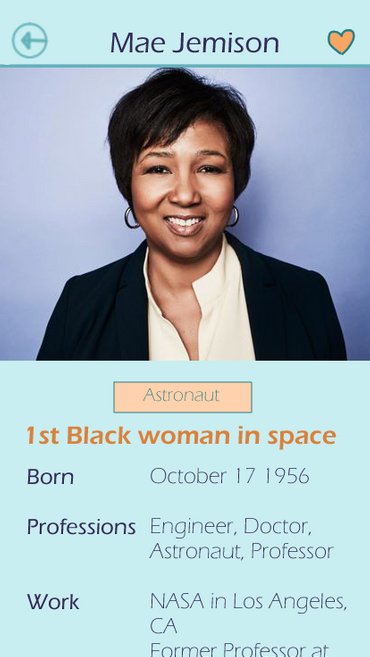 Mae Jemison
Astronaut
1st Black woman in space
Born October 17 1956
Professions Engineer, Doctor,
Astronaut, Professor
Work NASA in Los Angeles,
CA
Former Professor at